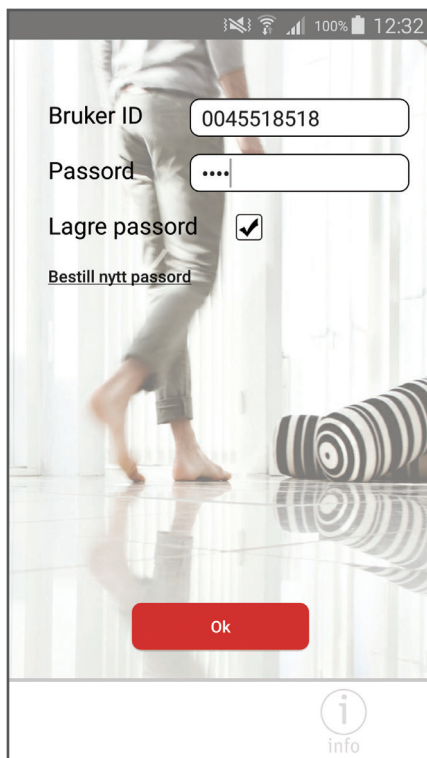 100% 12:32
Bruker ID 0045518518
Passord ••••
Lagre passord
Bestill nytt passord
Ok
info